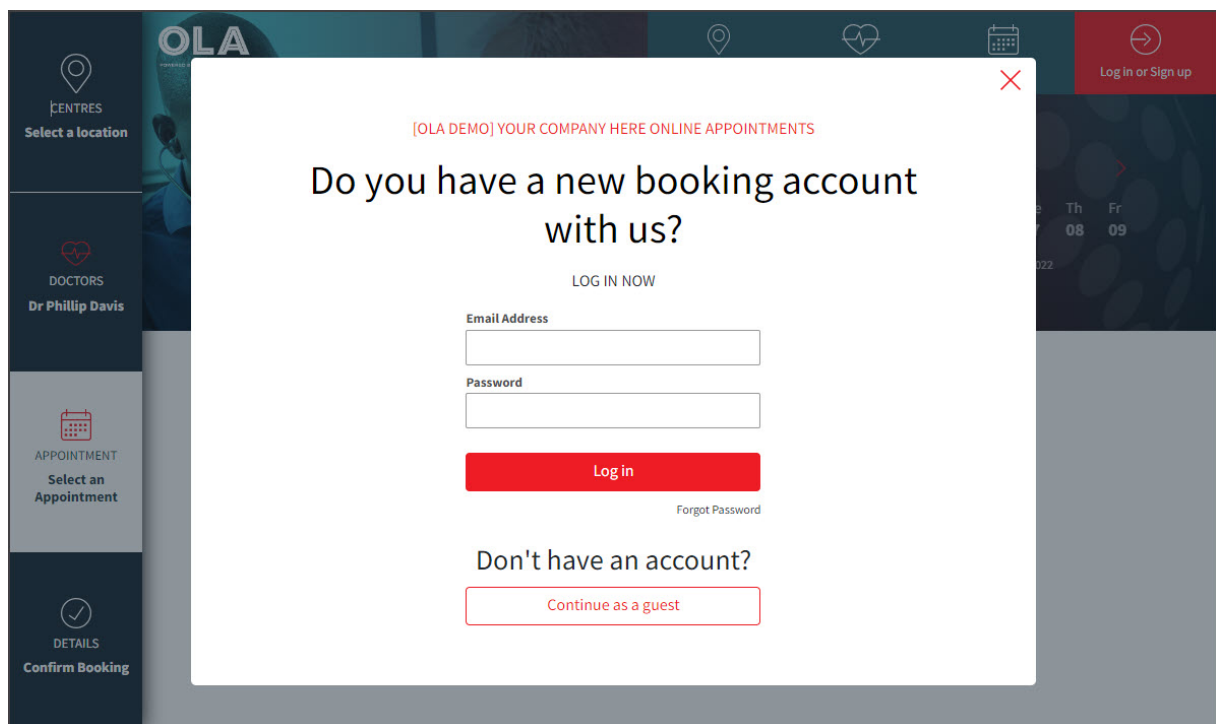 CENTRES
Select a location
DOCTORS
Dr Phillip Davis
APPOINTMENT
Select an
Appointment
DETAILS
Confirm Booking
OLA
Log in or Sign up
[OLA DEMO] YOUR COMPANY HERE ONLINE APPOINTMENTS
Do you have a new booking account
with us?
LOG IN NOW
Email Address
Password
Log in
Forgot Password
Don't have an account?
Continue as a guest
Th Fr
08 09